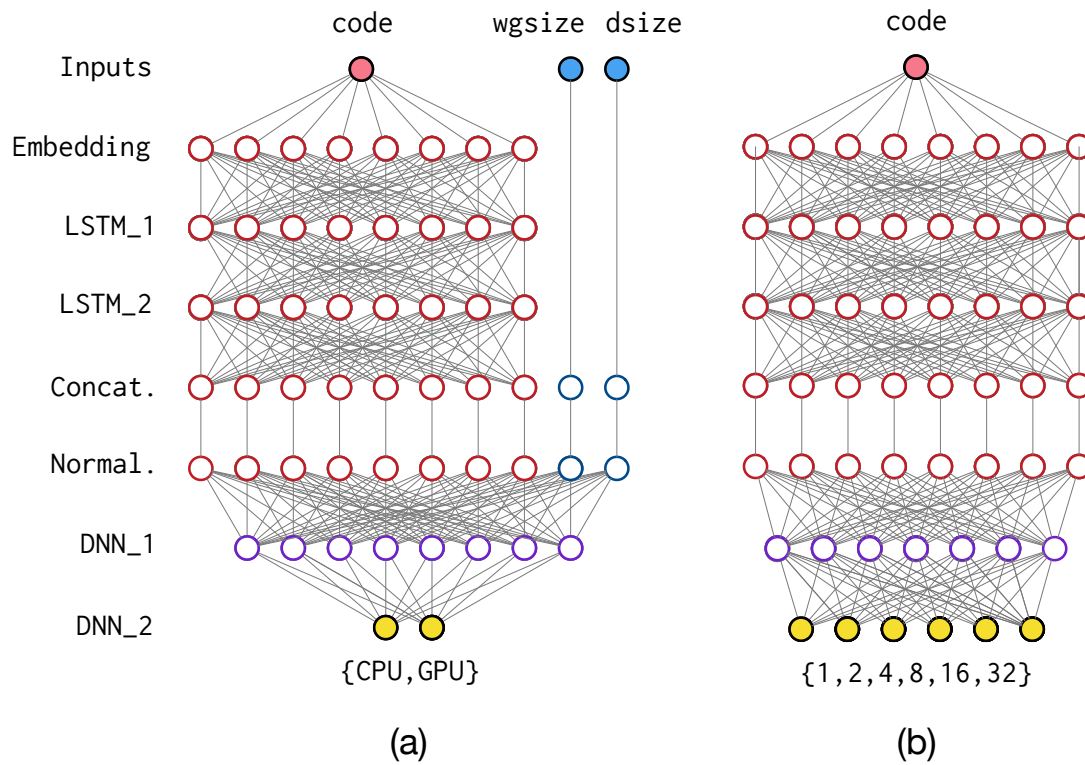 code wgsize dsize code
Inputs
Embedding
LSTM_1
LSTM_2
Concat.
Normal.
DNN_1
DNN_2
{CPU,GPU} {1,2,4,8,16,32}
(a) (b)